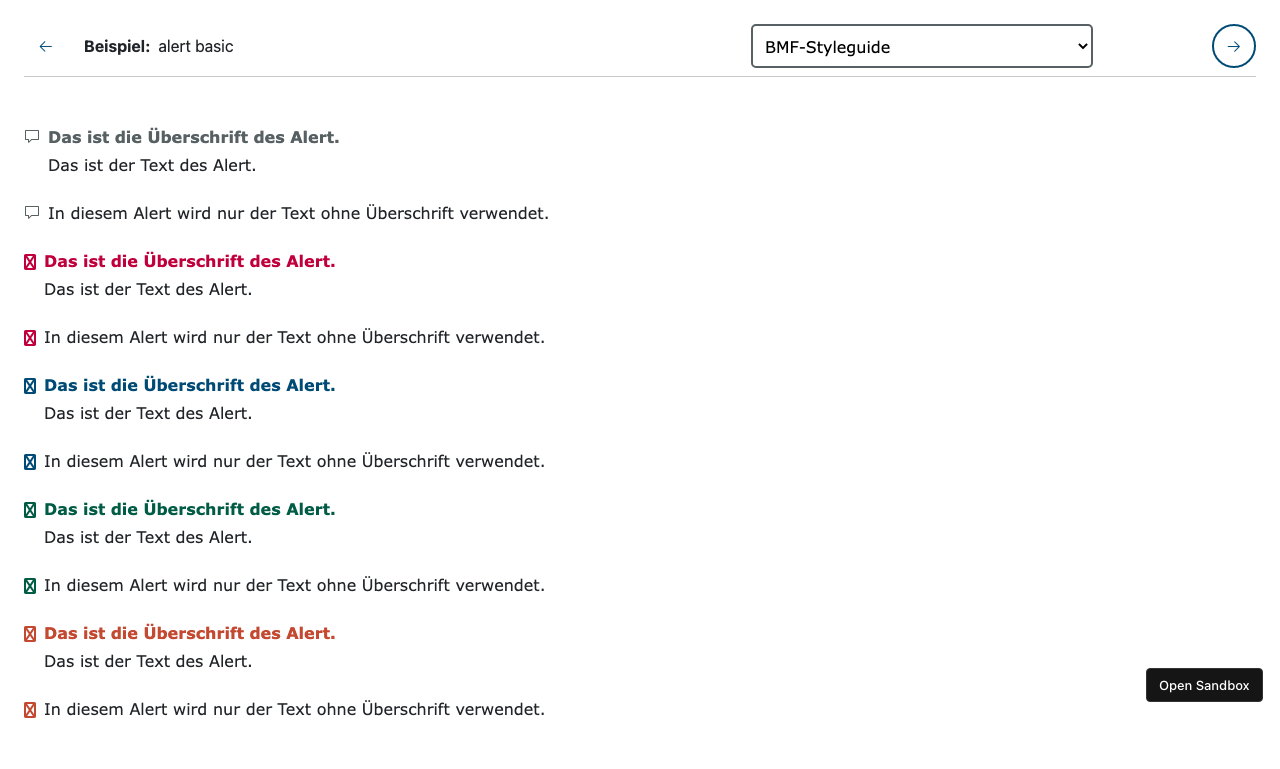 Beispiel: alert basic
BMF-Styleguide
Das ist die Überschrift des Alert.
Das ist der Text des Alert.
In diesem Alert wird nur der Text ohne Überschrift verwendet.
Das ist die Überschrift des Alert.
Das ist der Text des Alert.
In diesem Alert wird nur der Text ohne Überschrift verwendet.
Das ist die Überschrift des Alert.
Das ist der Text des Alert.
In diesem Alert wird nur der Text ohne Überschrift verwendet.
Das ist die Überschrift des Alert.
Das ist der Text des Alert.
In diesem Alert wird nur der Text ohne Überschrift verwendet.
Das ist die Überschrift des Alert.
Das ist der Text des Alert.
Open Sandbox
In diesem Alert wird nur der Text ohne Überschrift verwendet.